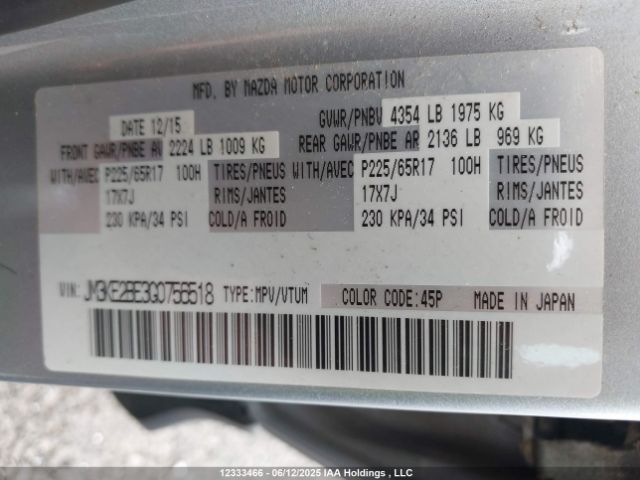 MFD. BY MAZDA MOTOR CORPORATION
DATE 12/15 GVWR/PNBV 4354 LB 1975 KG
FRONT GAWR/PNBE AV 2224 LB 1009 KG REAR GAWR/PNBE AR 2136 LB 969 KG
WITH/AVEC P225/65R17 100H TIRES/PNEUS WITH/AVEC P225/65R17 100H TIRES/PNEUS
17X7J RIMS/JANTES 17X7J RIMS/JANTES
230 KPA/34 PSI COLD/A FROID 230 KPA/34 PSI COLD/A FROID
VIN: JM3KE2BE3G0756518 TYPE:MPV/VTUM COLOR CODE:45P MADE IN JAPAN
12333466 - 06/12/2025 IAA Holdings , LLC